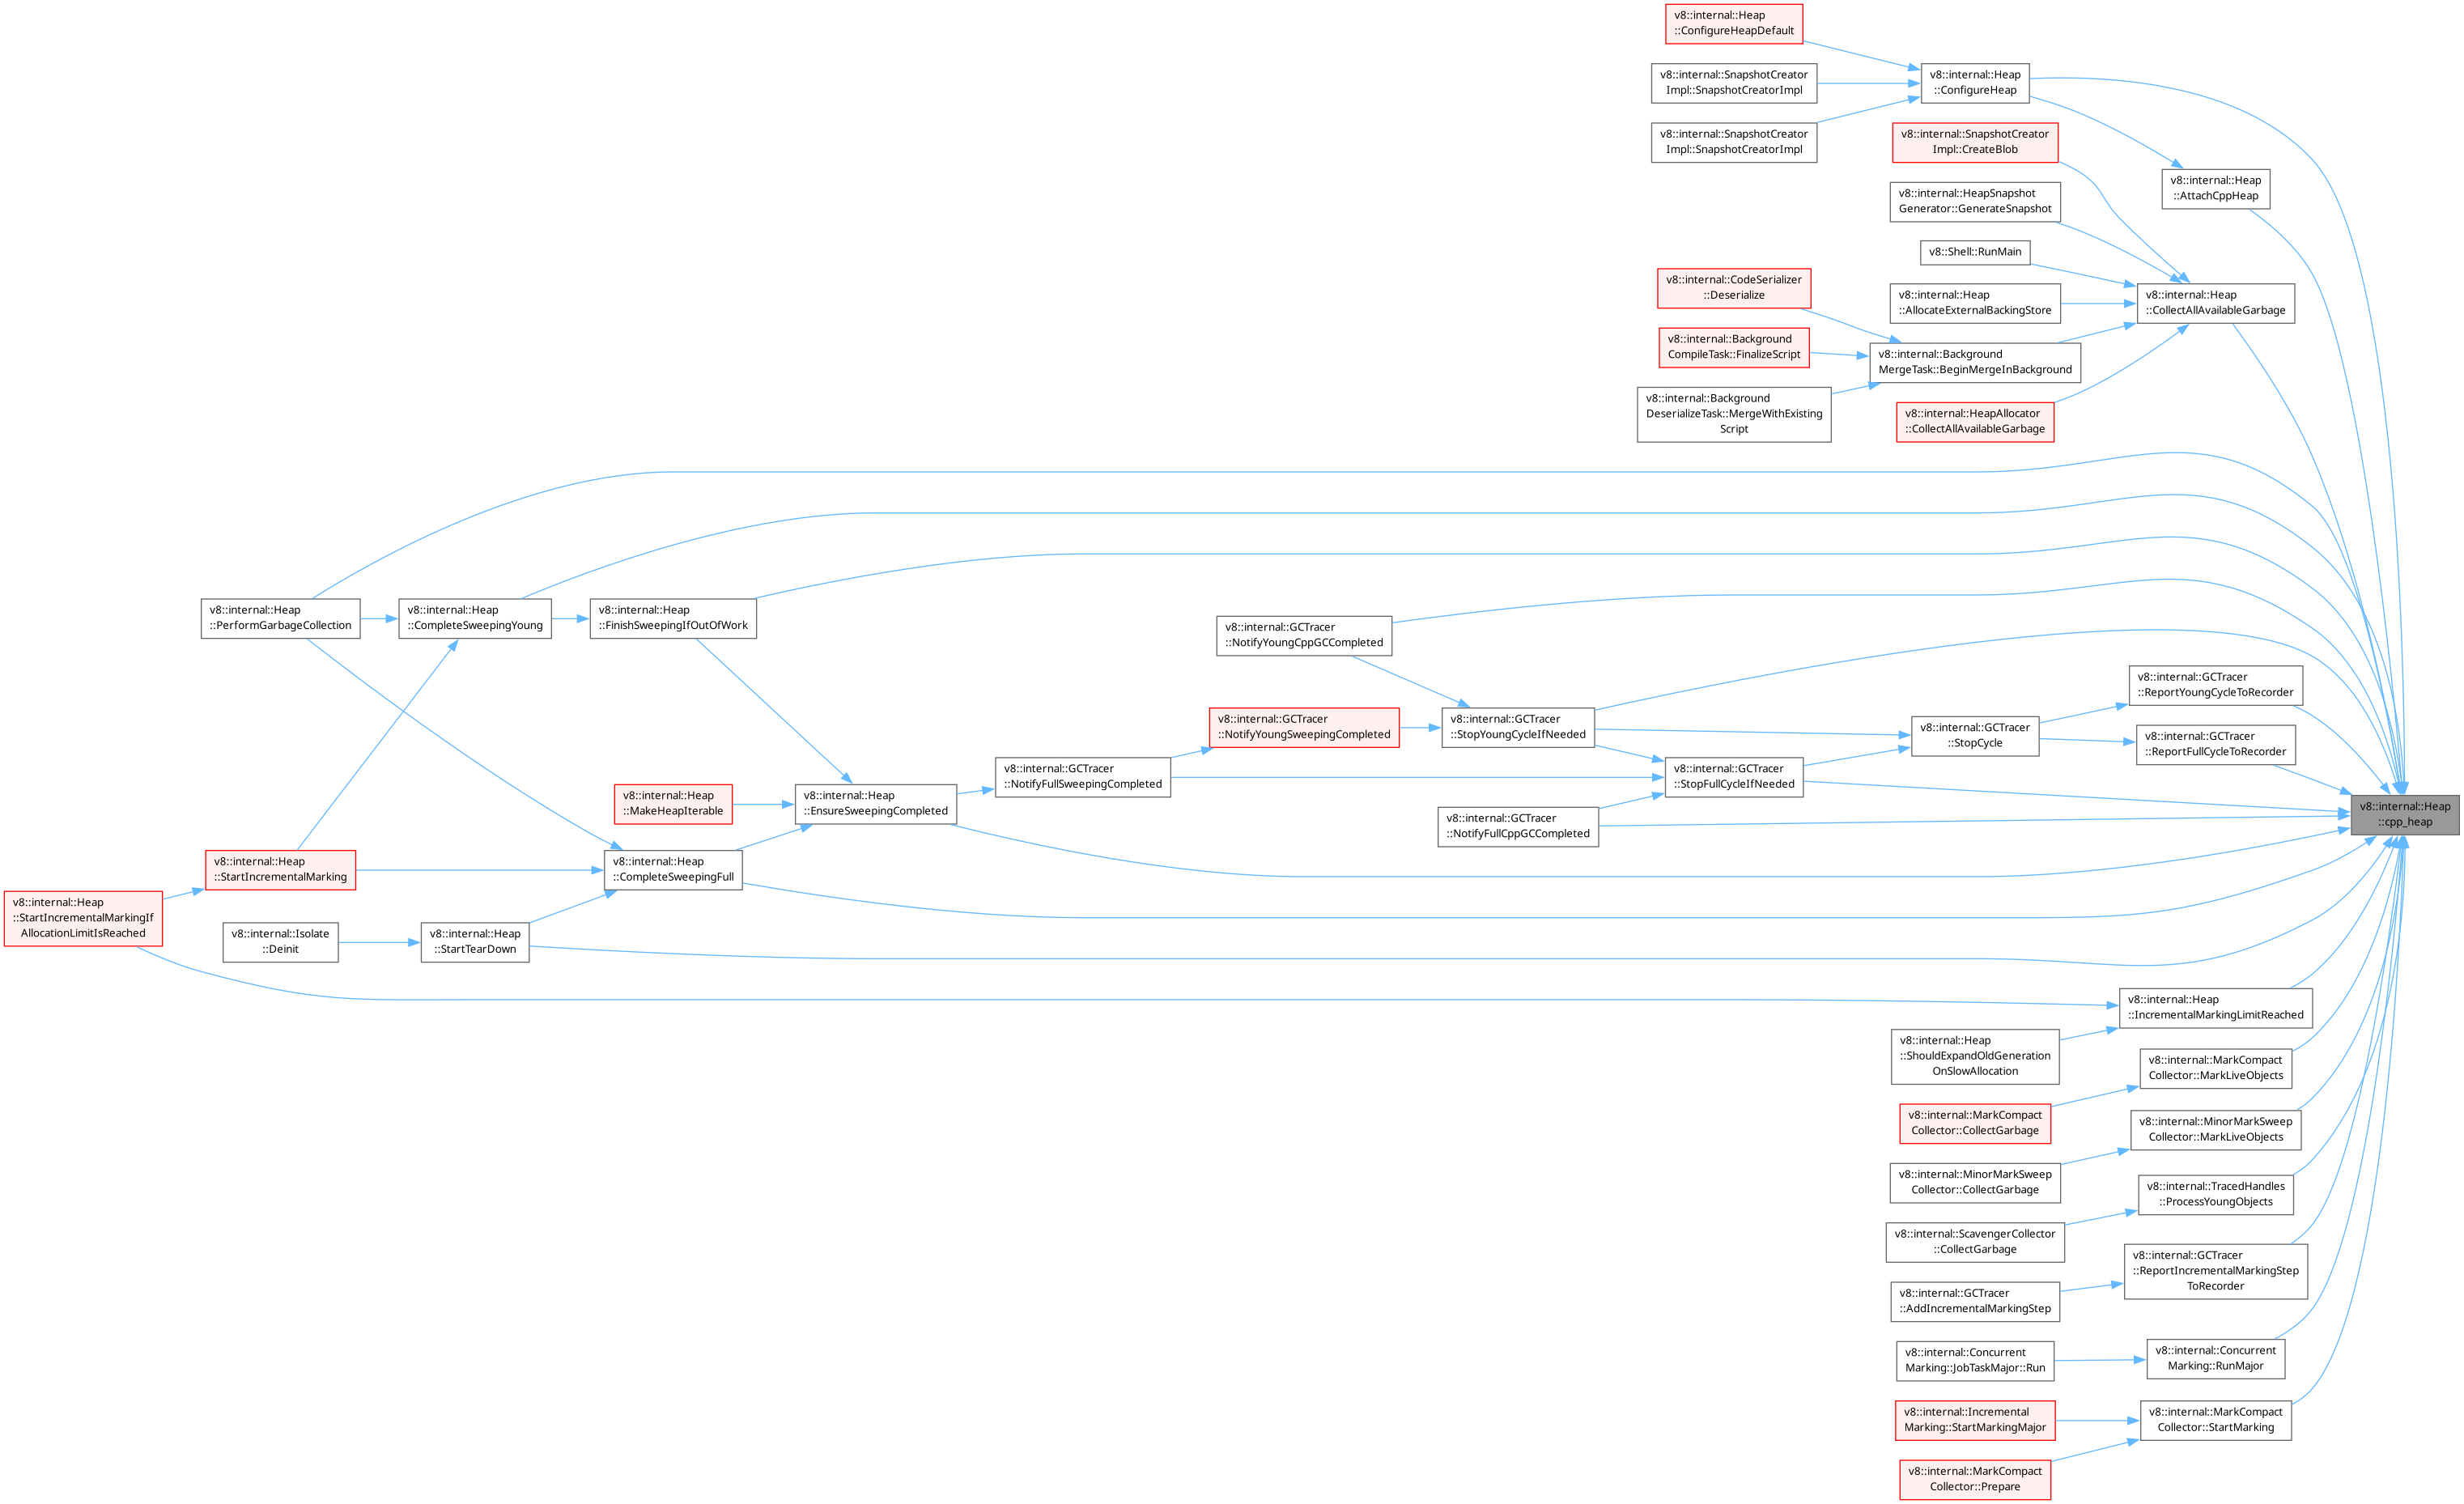 v8::internal::Heap
::ConfigureHeapDefault
v8::internal::SnapshotCreator
Impl::SnapshotCreatorImpl
v8::internal::Heap
::ConfigureHeap
v8::internal::SnapshotCreator
Impl::SnapshotCreatorImpl
v8::internal::SnapshotCreator
Impl::CreateBlob
v8::internal::Heap
::AttachCppHeap
v8::internal::HeapSnapshot
Generator::GenerateSnapshot
v8::Shell::RunMain
v8::internal::CodeSerializer
::Deserialize
v8::internal::Heap
::AllocateExternalBackingStore
v8::internal::Heap
::CollectAllAvailableGarbage
v8::internal::Background
CompileTask::FinalizeScript
v8::internal::Background
MergeTask::BeginMergeInBackground
v8::internal::Background
DeserializeTask::MergeWithExisting
Script
v8::internal::HeapAllocator
::CollectAllAvailableGarbage
v8::internal::Heap
::PerformGarbageCollection
v8::internal::Heap
::CompleteSweepingYoung
v8::internal::Heap
::FinishSweepingIfOutOfWork
v8::internal::GCTracer
::NotifyYoungCppGCCompleted
v8::internal::GCTracer
::ReportYoungCycleToRecorder
v8::internal::GCTracer
::NotifyYoungSweepingCompleted
v8::internal::GCTracer
::StopYoungCycleIfNeeded
v8::internal::GCTracer
::StopCycle
v8::internal::GCTracer
::ReportFullCycleToRecorder
v8::internal::GCTracer
::NotifyFullSweepingCompleted
v8::internal::GCTracer
::StopFullCycleIfNeeded
v8::internal::Heap
::MakeHeapIterable
v8::internal::Heap
::EnsureSweepingCompleted
v8::internal::GCTracer
::NotifyFullCppGCCompleted
v8::internal::Heap
::cpp_heap
v8::internal::Heap
::StartIncrementalMarking
v8::internal::Heap
::CompleteSweepingFull
v8::internal::Heap
::StartIncrementalMarkingIf
AllocationLimitIsReached
v8::internal::Isolate
::Deinit
v8::internal::Heap
::StartTearDown
v8::internal::Heap
::IncrementalMarkingLimitReached
v8::internal::Heap
::ShouldExpandOldGeneration
OnSlowAllocation
v8::internal::MarkCompact
Collector::MarkLiveObjects
v8::internal::MarkCompact
Collector::CollectGarbage
v8::internal::MinorMarkSweep
Collector::MarkLiveObjects
v8::internal::MinorMarkSweep
Collector::CollectGarbage
v8::internal::TracedHandles
::ProcessYoungObjects
v8::internal::ScavengerCollector
::CollectGarbage
v8::internal::GCTracer
::ReportIncrementalMarkingStep
ToRecorder
v8::internal::GCTracer
::AddIncrementalMarkingStep
v8::internal::Concurrent
Marking::JobTaskMajor::Run
v8::internal::Concurrent
Marking::RunMajor
v8::internal::Incremental
Marking::StartMarkingMajor
v8::internal::MarkCompact
Collector::StartMarking
v8::internal::MarkCompact
Collector::Prepare